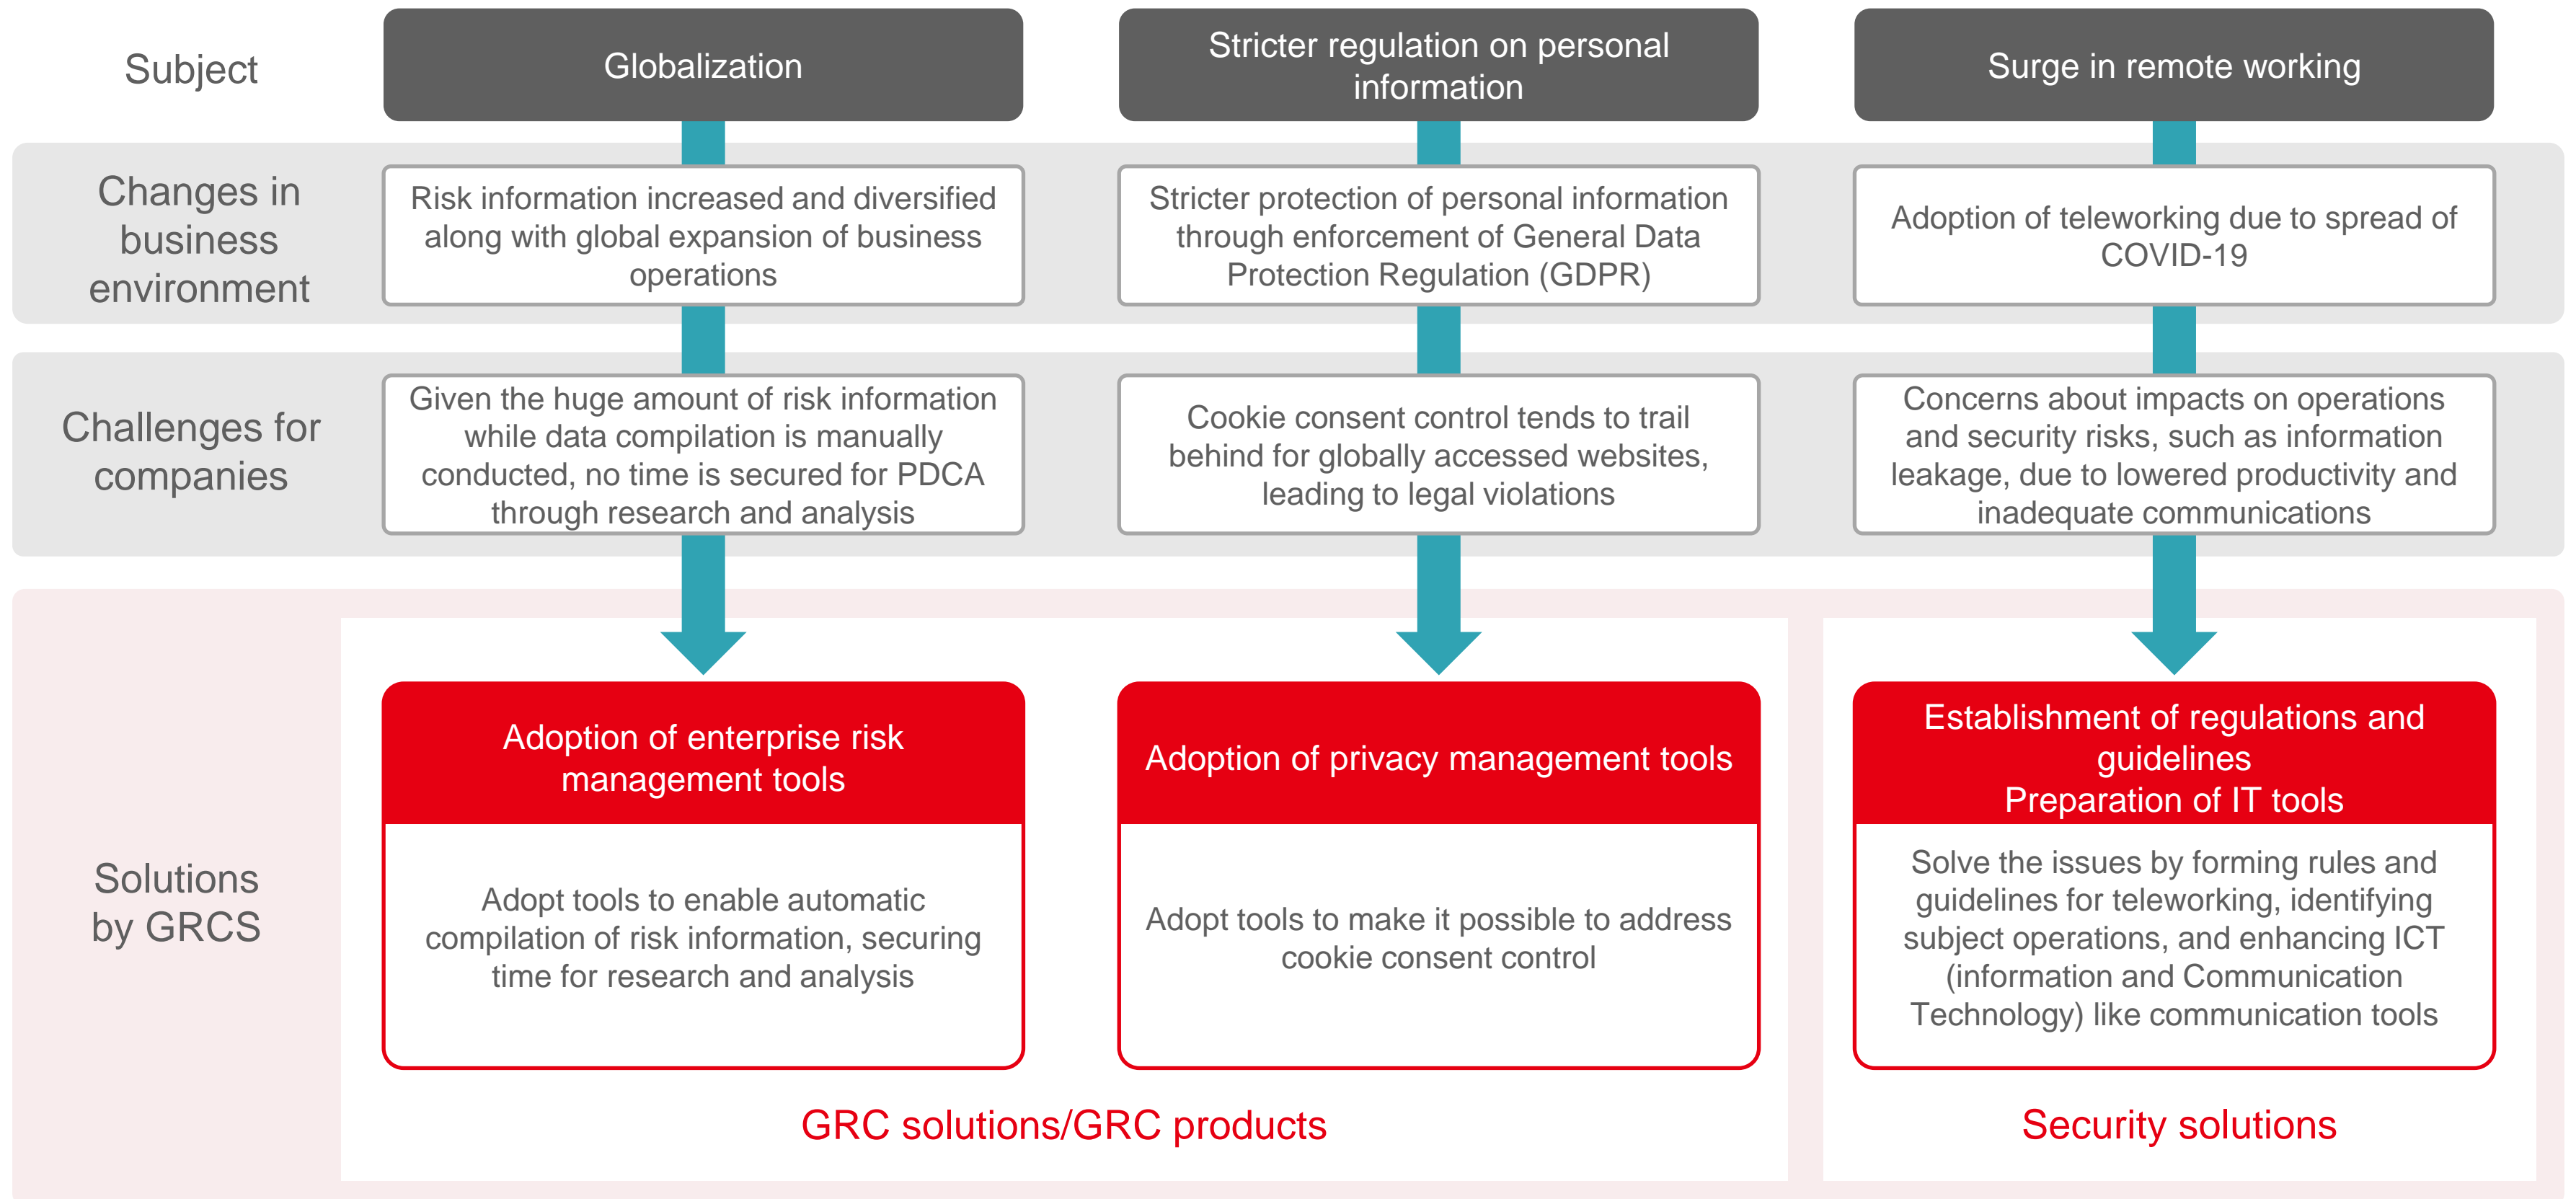 Subject
Globalization
Stricter regulation on personal
information
Surge in remote working
Changes in
business
environment
Risk information increased and diversified
along with global expansion of business
operations
Stricter protection of personal information
through enforcement of General Data
Protection Regulation (GDPR)
Adoption of teleworking due to spread of
COVID-19
Challenges for
companies
Given the huge amount of risk information
while data compilation is manually
conducted, no time is secured for PDCA
through research and analysis
Cookie consent control tends to trail
behind for globally accessed websites,
leading to legal violations
Concerns about impacts on operations
and security risks, such as information
leakage, due to lowered productivity and
inadequate communications
Solutions
by GRCS
Adoption of enterprise risk
management tools
Adopt tools to enable automatic
compilation of risk information, securing
time for research and analysis
Adoption of privacy management tools
Adopt tools to make it possible to address
cookie consent control
Establishment of regulations and
guidelines
Preparation of IT tools
Solve the issues by forming rules and
guidelines for teleworking, identifying
subject operations, and enhancing ICT
(information and Communication
Technology) like communication tools
GRC solutions/GRC products
Security solutions